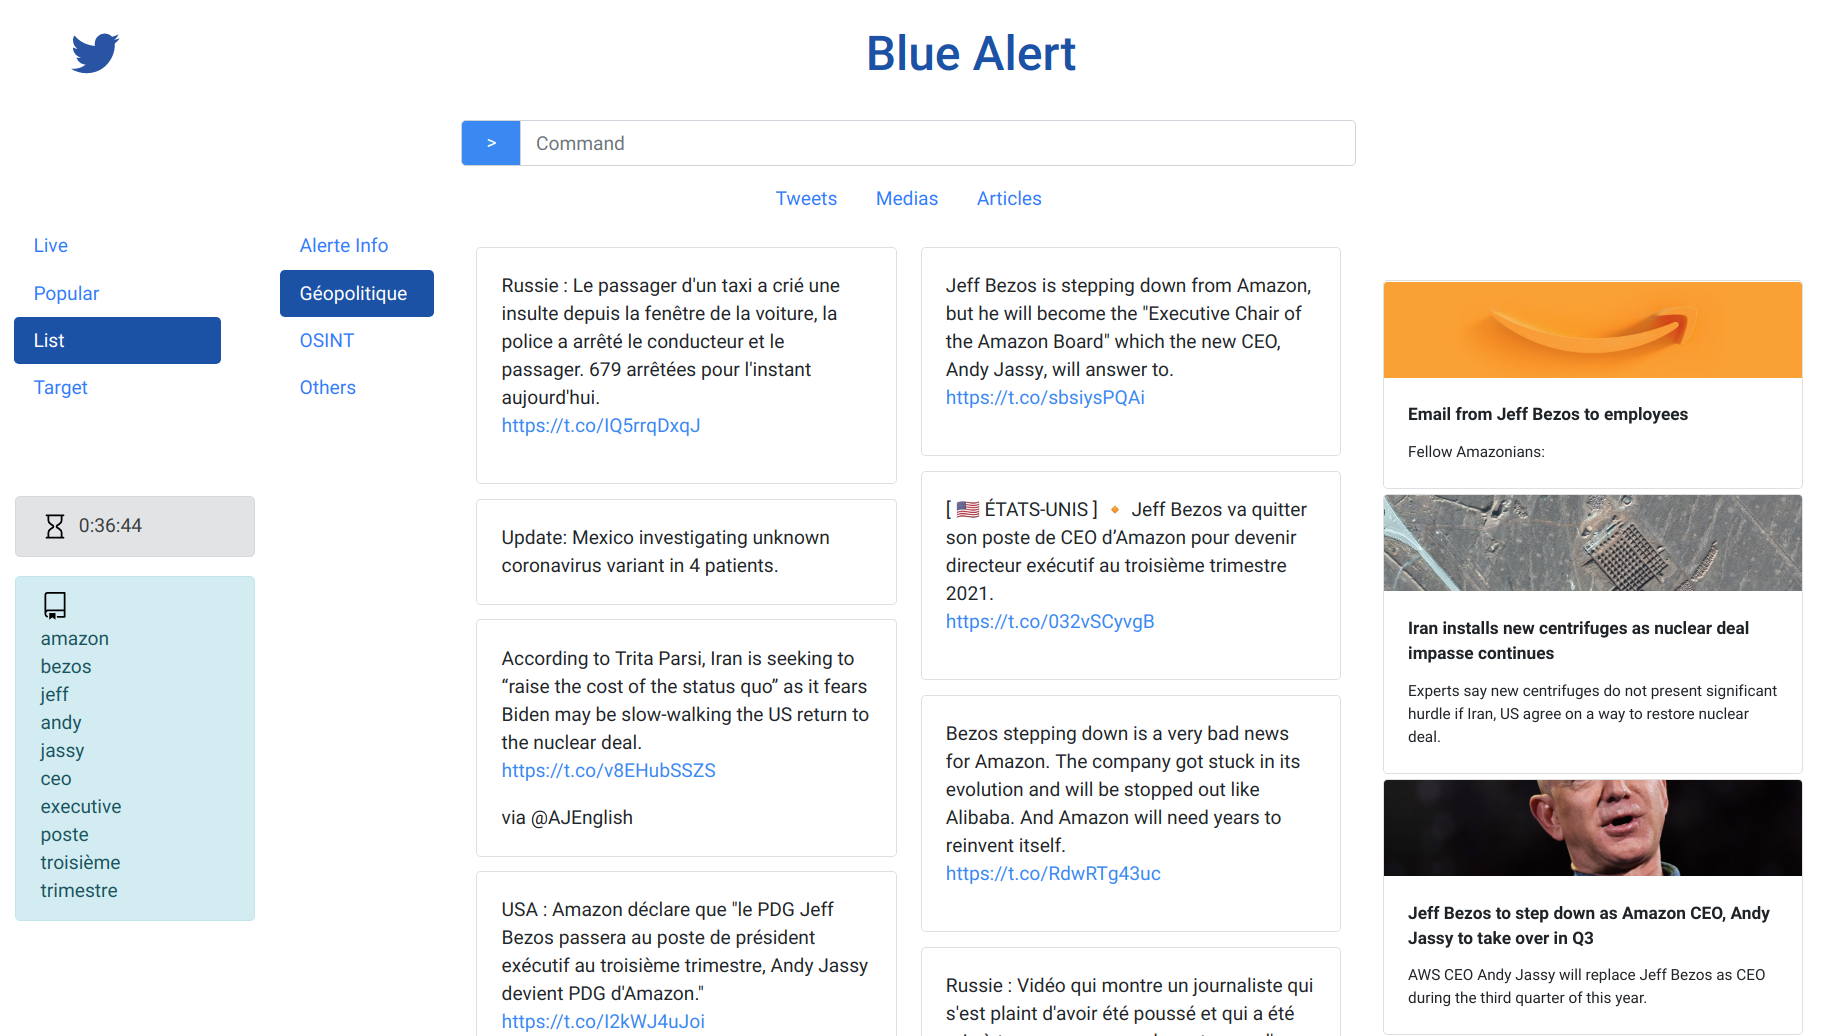 Blue Alert
>
Command
Tweets
Medias
Articles
Live
Popular
List
Target
Alerte Info
Géopolitique
OSINT
Others
0:36:44
amazon
bezos
jeff
andy
jassy
ceo
executive
poste
troisième
trimestre
Russie : Le passager d'un taxi a crié une
insulte depuis la fenêtre de la voiture, la
police a arrêté le conducteur et le
passager. 679 arrêtées pour l'instant
aujourd'hui.
https://t.co/IQ5rrqDxqJ
Update: Mexico investigating unknown
coronavirus variant in 4 patients.
According to Trita Parsi, Iran is seeking to
“raise the cost of the status quo” as it fears
Biden may be slow-walking the US return to
the nuclear deal.
https://t.co/v8EHubSSZS
via @AJEnglish
USA : Amazon déclare que "le PDG Jeff
Bezos passera au poste de président
exécutif au troisième trimestre, Andy Jassy
devient PDG d'Amazon."
https://t.co/I2kWJ4uJoi
Jeff Bezos is stepping down from Amazon,
but he will become the "Executive Chair of
the Amazon Board" which the new CEO,
Andy Jassy, will answer to.
https://t.co/sbsiysPQAi
[ 🇺🇸 ÉTATS-UNIS ] 🔸 Jeff Bezos va quitter
son poste de CEO d’Amazon pour devenir
directeur exécutif au troisième trimestre
2021.
https://t.co/032vSCyvgB
Bezos stepping down is a very bad news
for Amazon. The company got stuck in its
evolution and will be stopped out like
Alibaba. And Amazon will need years to
reinvent itself.
https://t.co/RdwRTg43uc
Russie : Vidéo qui montre un journaliste qui
s'est plaint d'avoir été poussé et qui a été
Email from Jeff Bezos to employees
Fellow Amazonians:
Iran installs new centrifuges as nuclear deal
impasse continues
Experts say new centrifuges do not present significant
hurdle if Iran, US agree on a way to restore nuclear
deal.
Jeff Bezos to step down as Amazon CEO, Andy
Jassy to take over in Q3
AWS CEO Andy Jassy will replace Jeff Bezos as CEO
during the third quarter of this year.